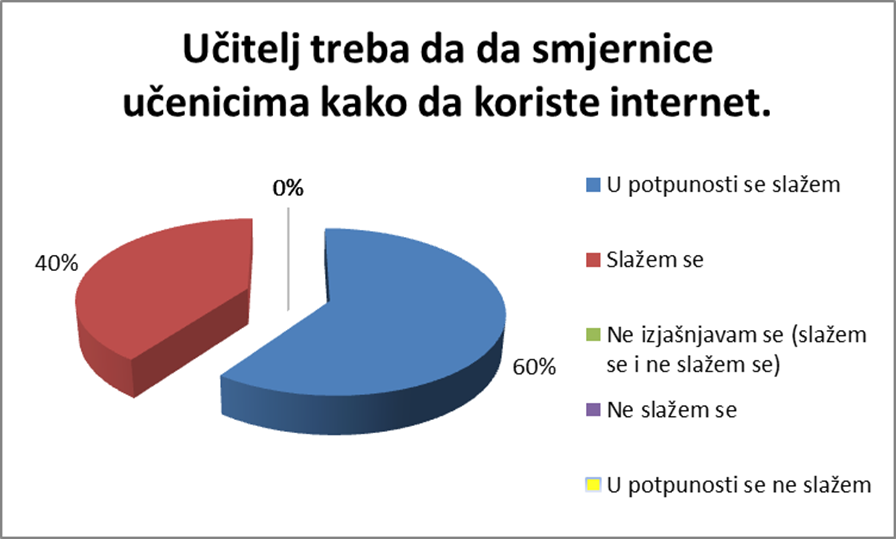 Učitelj treba da da smjernice
učenicima kako da koriste internet.
0%
40%
60%
U potpunosti se slažem
Slažem se
Ne izjašnjavam se (slažem
se i ne slažem se)
Ne slažem se
U potpunosti se ne slažem